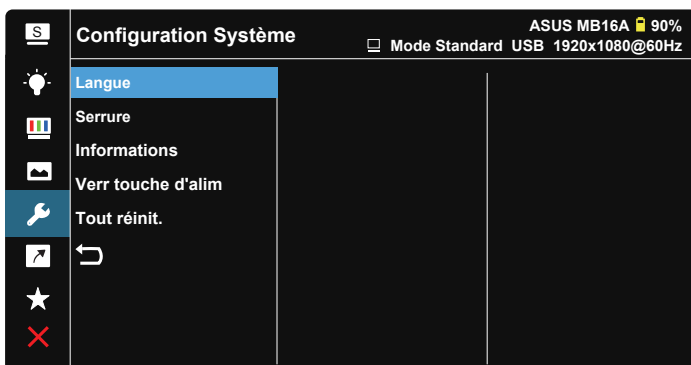 S
Configuration Système
ASUS MB16A 90%
Mode Standard USB 1920x1080@60Hz
Langue
Serrure
Informations
Verr touche d'alim
Tout réinit.